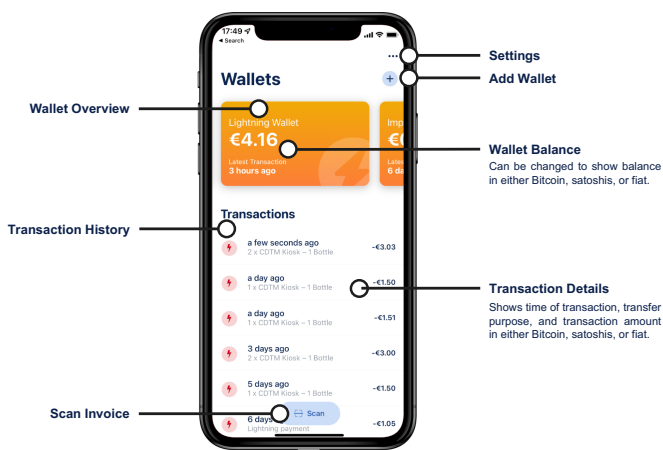 17:49
Search
Settings
Wallets
+
Add Wallet
Wallet Overview
Lightning Wallet
€4.16
Latest Transaction
3 hours ago
Imp
Wallet Balance
Can be changed to show balance
in either Bitcoin, satoshis, or fiat.
Transactions
Transaction History
a few seconds ago
2 x CDTM Kiosk – 1 Bottle
-€3.03
a day ago
1 x CDTM Kiosk – 1 Bottle
-€1.50
Transaction Details
Shows time of transaction, transfer
purpose, and transaction amount
in either Bitcoin, satoshis, or fiat.
a day ago
1 x CDTM Kiosk – 1 Bottle
-€1.51
3 days ago
2 x CDTM Kiosk – 1 Bottle
-€3.00
5 days ago
1 x CDTM Kiosk – 1 Bottle
-€1.50
Scan Invoice
Scan
6 days
Lightning payment
-€1.05